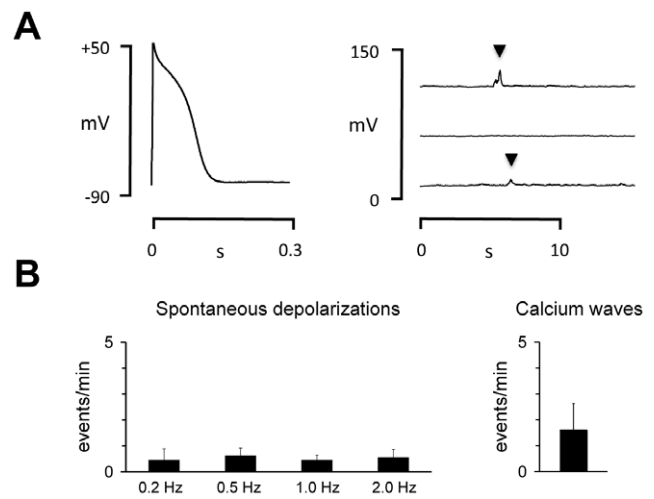 A
+50
mV
-90
0 s 0.3
150
mV
0
0 s 10
B
Spontaneous depolarizations
events/min
5
0
0.2 Hz 0.5 Hz 1.0 Hz 2.0 Hz
Calcium waves
events/min
5
0